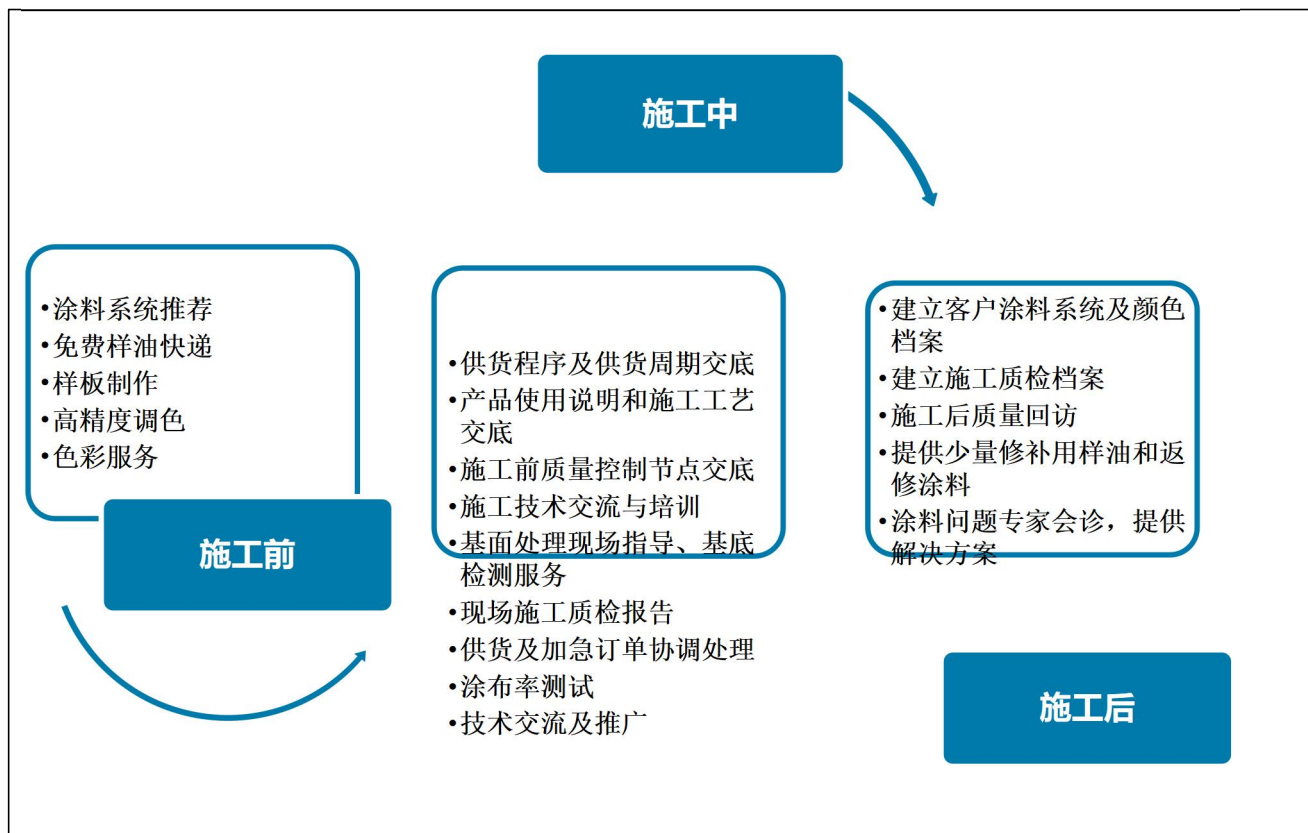 施工中
•涂料系统推荐
•免费样油快递
•样板制作
•高精度调色
•色彩服务
施工前
•供货程序及供货周期交底
•产品使用说明和施工工艺
交底
•施工前质量控制节点交底
•施工技术交流与培训
•基面处理现场指导、基底
检测服务
•现场施工质检报告
•供货及加急订单协调处理
•涂布率测试
•技术交流及推广
•建立客户涂料系统及颜色
档案
•建立施工质检档案
•施工后质量回访
•提供少量修补用样油和返
修涂料
•涂料问题专家会诊，提供
解决方案
施工后